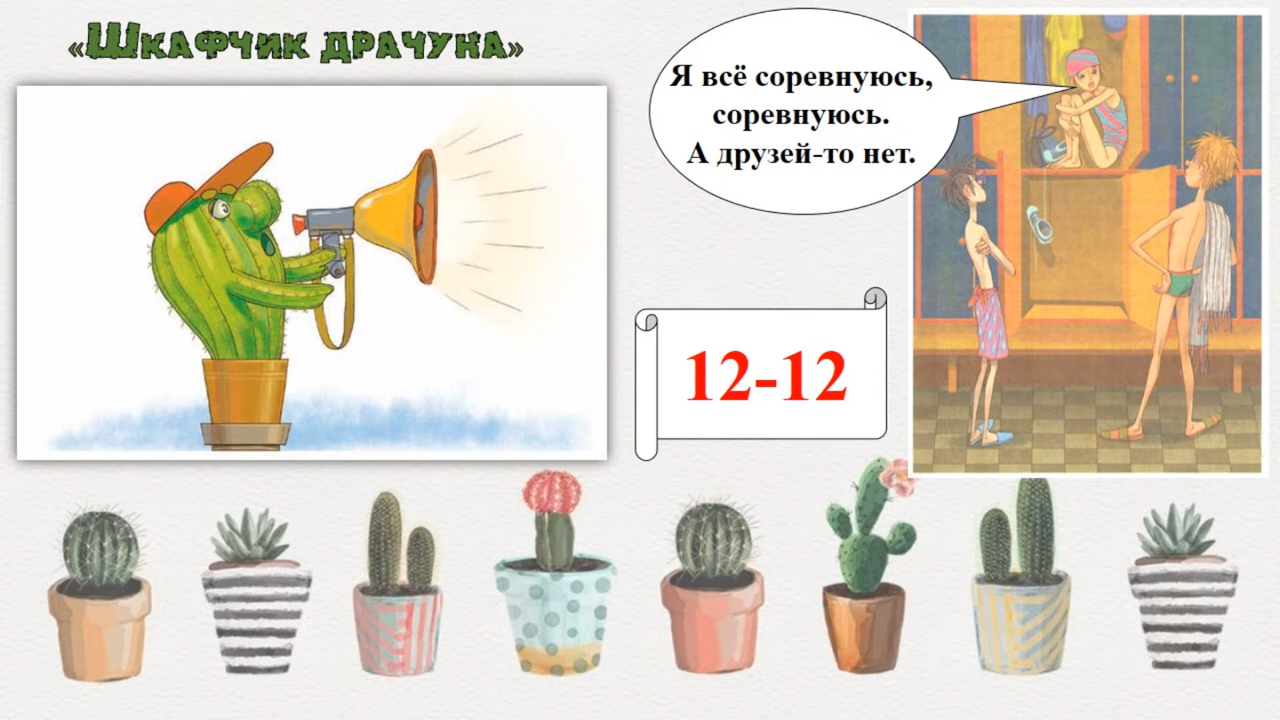 «Шкафчик драчуна»
Я всё соревнуюсь,
соревнуюсь.
А друзей-то нет.
12-12